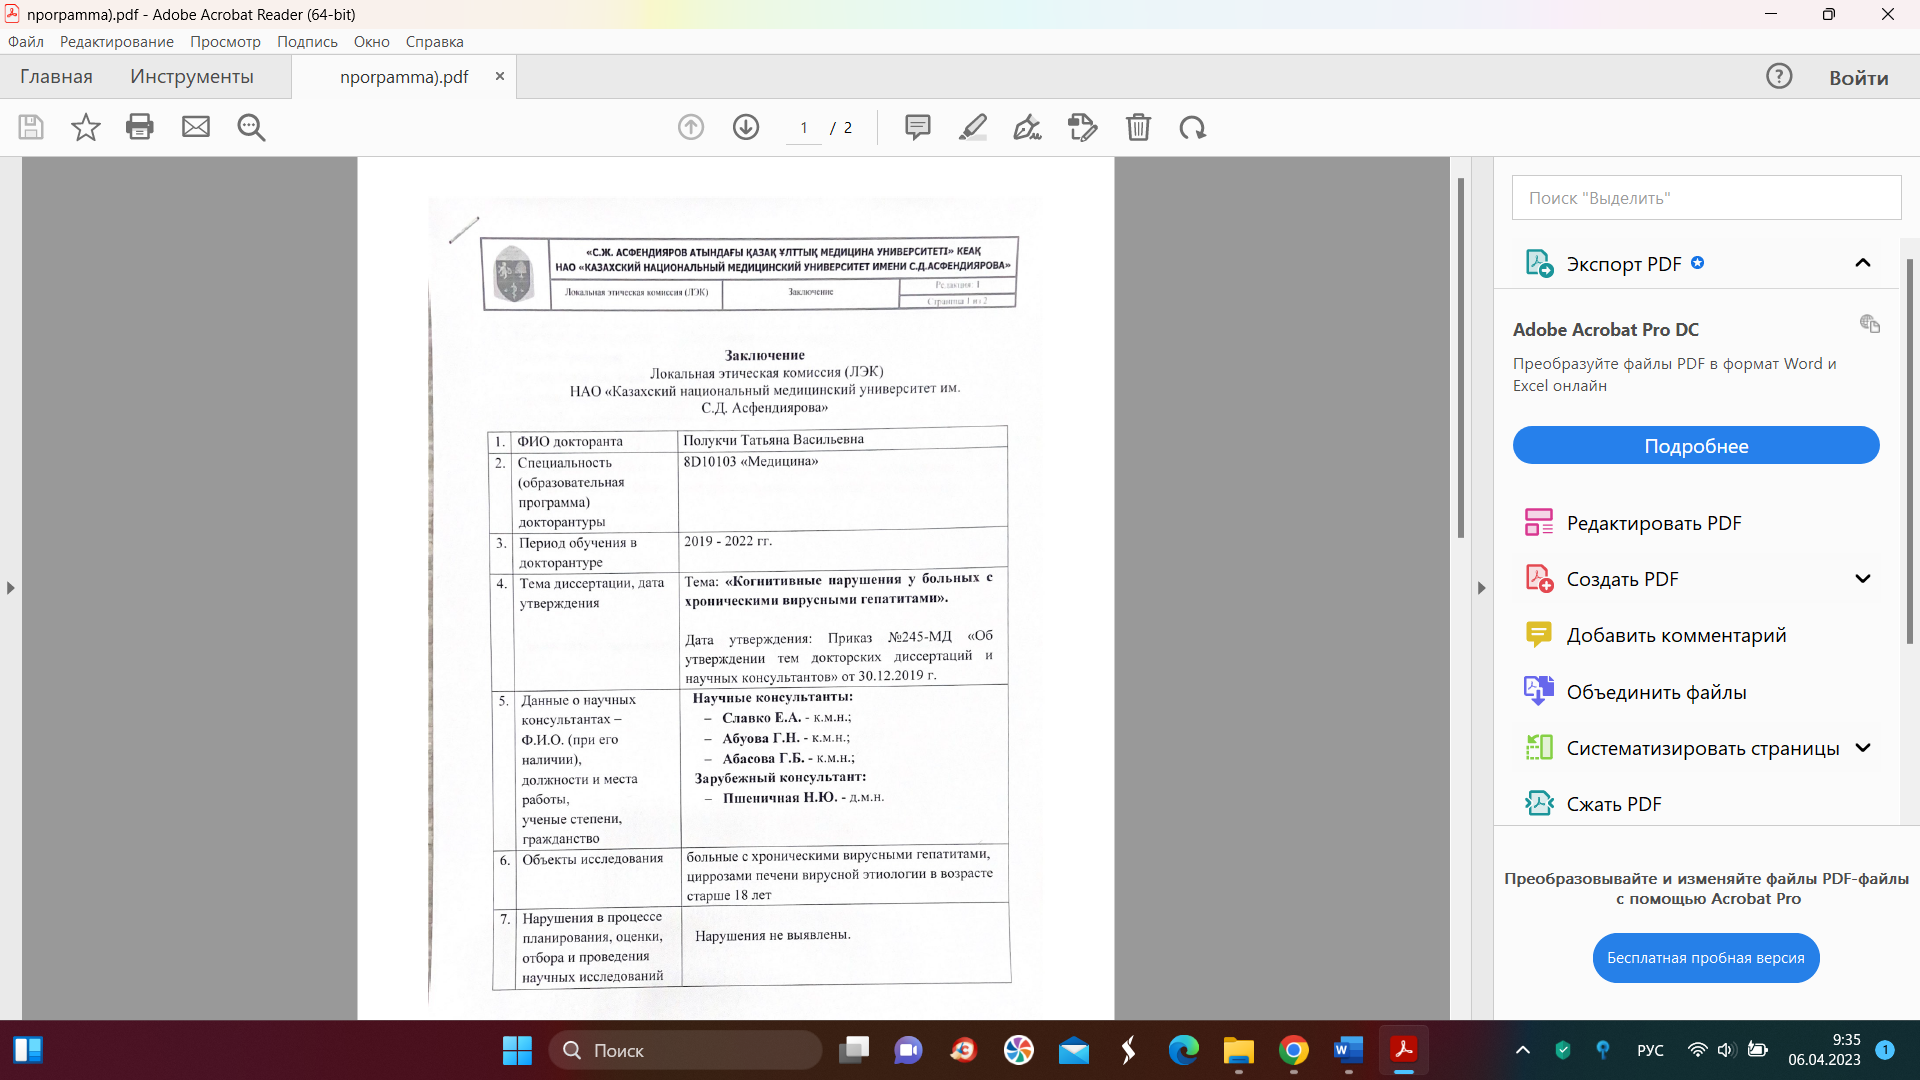 nporpamma).pdf - Adobe Acrobat Reader (64-bit)
Файл Редактирование Просмотр Подпись Окно Справка
Главная Инструменты nporpamma).pdf × Войти
1 / 2
Поиск "Выделить"
Экспорт PDF
Adobe Acrobat Pro DC
Преобразуйте файлы PDF в формат Word и
Excel онлайн
Подробнее
Редактировать PDF
Создать PDF
Добавить комментарий
Объединить файлы
Систематизировать страницы
Сжать PDF
Преобразовывайте и изменяйте файлы PDF-файлы
с помощью Acrobat Pro
Бесплатная пробная версия
«С.Ж. АСФЕНДИЯРОВ АТЫНДАҒЫ ҚАЗАҚ ҰЛТТЫҚ МЕДИЦИНА УНИВЕРСИТЕТІ» КЕАҚ
НАО «КАЗАХСКИЙ НАЦИОНАЛЬНЫЙ МЕДИЦИНСКИЙ УНИВЕРСИТЕТ ИМЕНИ С.Д.АСФЕНДИЯРОВА»
Локальная этическая комиссия (ЛЭК) Заключение Редакция: 1
Страница 1 из 2
Заключение
Локальная этическая комиссия (ЛЭК)
НАО «Казахский национальный медицинский университет им.
С.Д. Асфендиярова»
1. ФИО докторанта Полукчи Татьяна Васильевна
2. Специальность 8D10103 «Медицина»
(образовательная
программа)
докторантуры
3. Период обучения в 2019 - 2022 гг.
докторантуре
4. Тема диссертации, дата Тема: «Когнитивные нарушения у больных с
утверждения хроническими вирусными гепатитами».
Дата утверждения: Приказ №245-МД «Об
утверждении тем докторских диссертаций и
научных консультантов» от 30.12.2019 г.
5. Данные о научных Научные консультанты:
консультантах – – Славко Е.А. - к.м.н.;
Ф.И.О. (при его – Абуова Г.Н. - к.м.н.;
наличии), – Абасова Г.Б. - к.м.н.;
должности и места Зарубежный консультант:
работы, – Пшеничная Н.Ю. - д.м.н.
ученые степени,
гражданство
6. Объекты исследования больные с хроническими вирусными гепатитами,
циррозами печени вирусной этиологии в возрасте
старше 18 лет
7. Нарушения в процессе
планирования, оценки, Нарушения не выявлены.
отбора и проведения
научных исследований
Поиск
РУС
9:35
06.04.2023
1